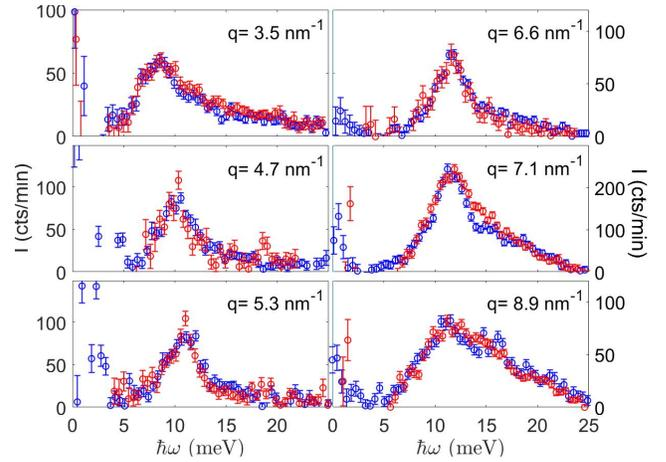 q= 3.5 nm-1
q= 6.6 nm-1
100
50
0
100
50
0
q= 4.7 nm-1
q= 7.1 nm-1
100
50
0
200
100
0
I (cts/min)
I (cts/min)
q= 5.3 nm-1
q= 8.9 nm-1
100
50
0
100
50
0
0 5 10 15 20 0 5 10 15 20 25
ħω (meV)
ħω (meV)